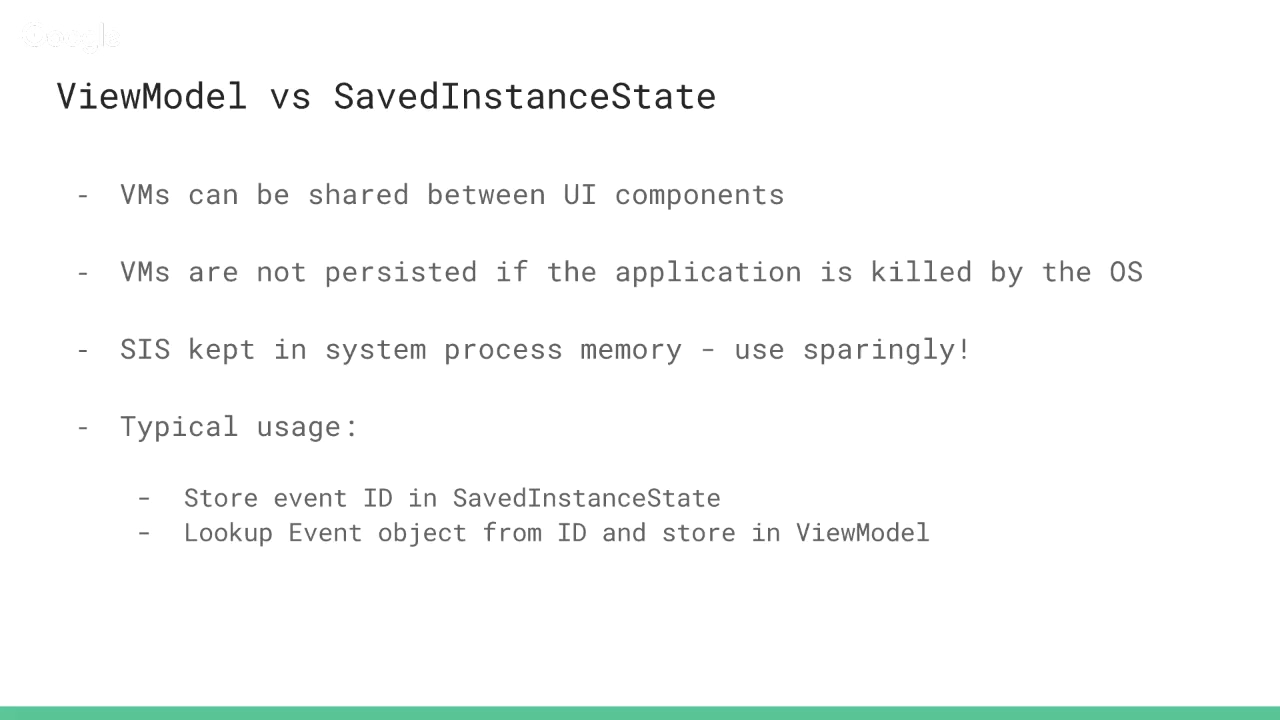 Google
ViewModel vs SavedInstanceState
- VMs can be shared between UI components
- VMs are not persisted if the application is killed by the OS
- SIS kept in system process memory - use sparingly!
- Typical usage:
- Store event ID in SavedInstanceState
- Lookup Event object from ID and store in ViewModel